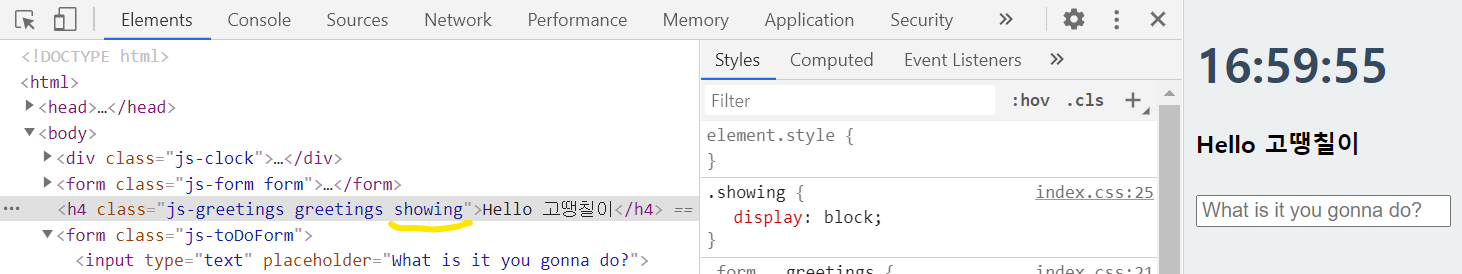 Elements Console Sources Network Performance Memory Application Security »
<!DOCTYPE html>
<html>
<head>…</head>
<body>
<div class="js-clock">…</div>
<form class="js-form form">…</form>
… <h4 class="js-greetings greetings showing">Hello 고땡칠이</h4> ==
<form class="js-toDoForm">
<input type="text" placeholder="What is it you gonna do?">
Styles Computed Event Listeners »
Filter :hov .cls +
element.style {
}
.showing { index.css:25
display: block;
}
.form, .greetings { index.css:21
16:59:55
Hello 고땡칠이
What is it you gonna do?